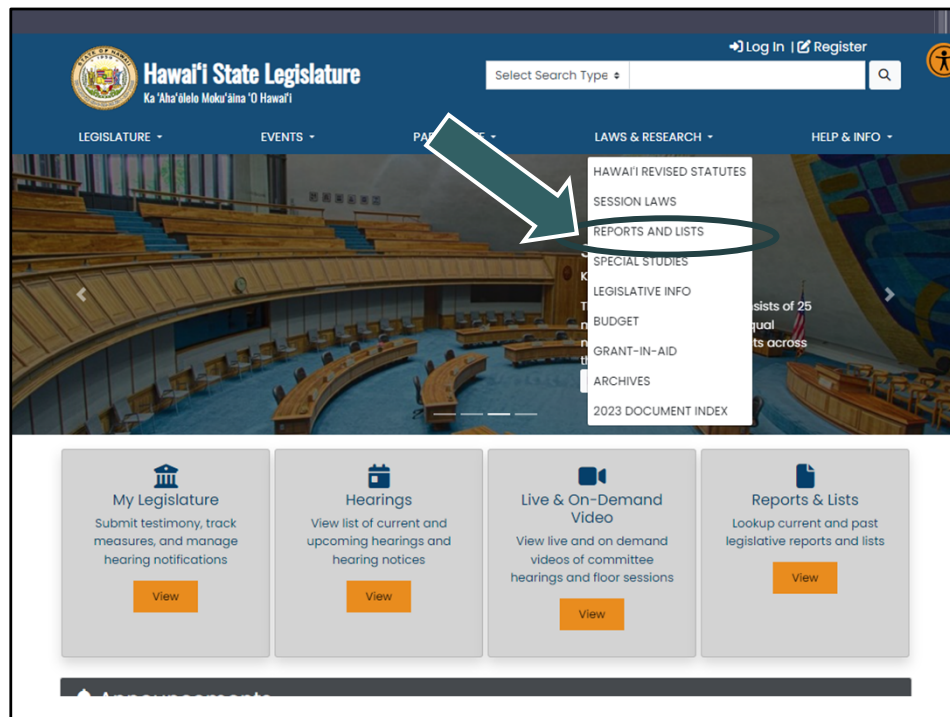 Log In | Register
Hawaiʻi State Legislature
Ka ʻAhaʻōlelo Mokuʻāina ʻO Hawaiʻi
Select Search Type
LEGISLATURE
EVENTS
LAWS & RESEARCH
HELP & INFO
HAWAI'I REVISED STATUTES
SESSION LAWS
REPORTS AND LISTS
SPECIAL STUDIES
LEGISLATIVE INFO
BUDGET
GRANT-IN-AID
ARCHIVES
2023 DOCUMENT INDEX
of 25
across
My Legislature
Submit testimony, track
measures, and manage
hearing notifications
View
Hearings
View list of current and
upcoming hearings and
hearing notices
View
Live & On-Demand
Video
View live and on demand
videos of committee
hearings and floor sessions
View
Reports & Lists
Lookup current and past
legislative reports and lists
View